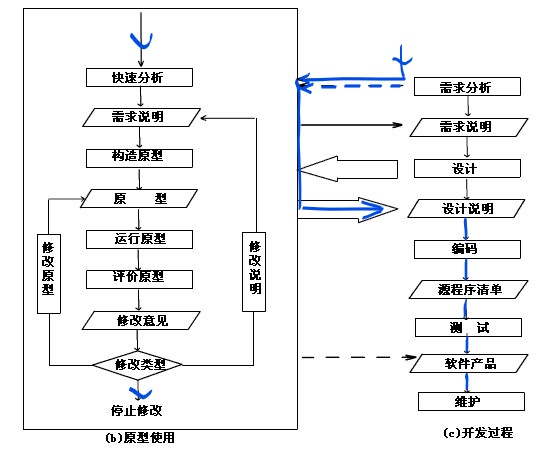 快速分析
需求说明
构造原型
原 型
运行原型
评价原型
修改意见
修改类型
停止修改
修改原型
修改说明
(b)原型使用
需求分析
需求说明
设计
设计说明
编码
源程序清单
测 试
软件产品
维护
(c)开发过程